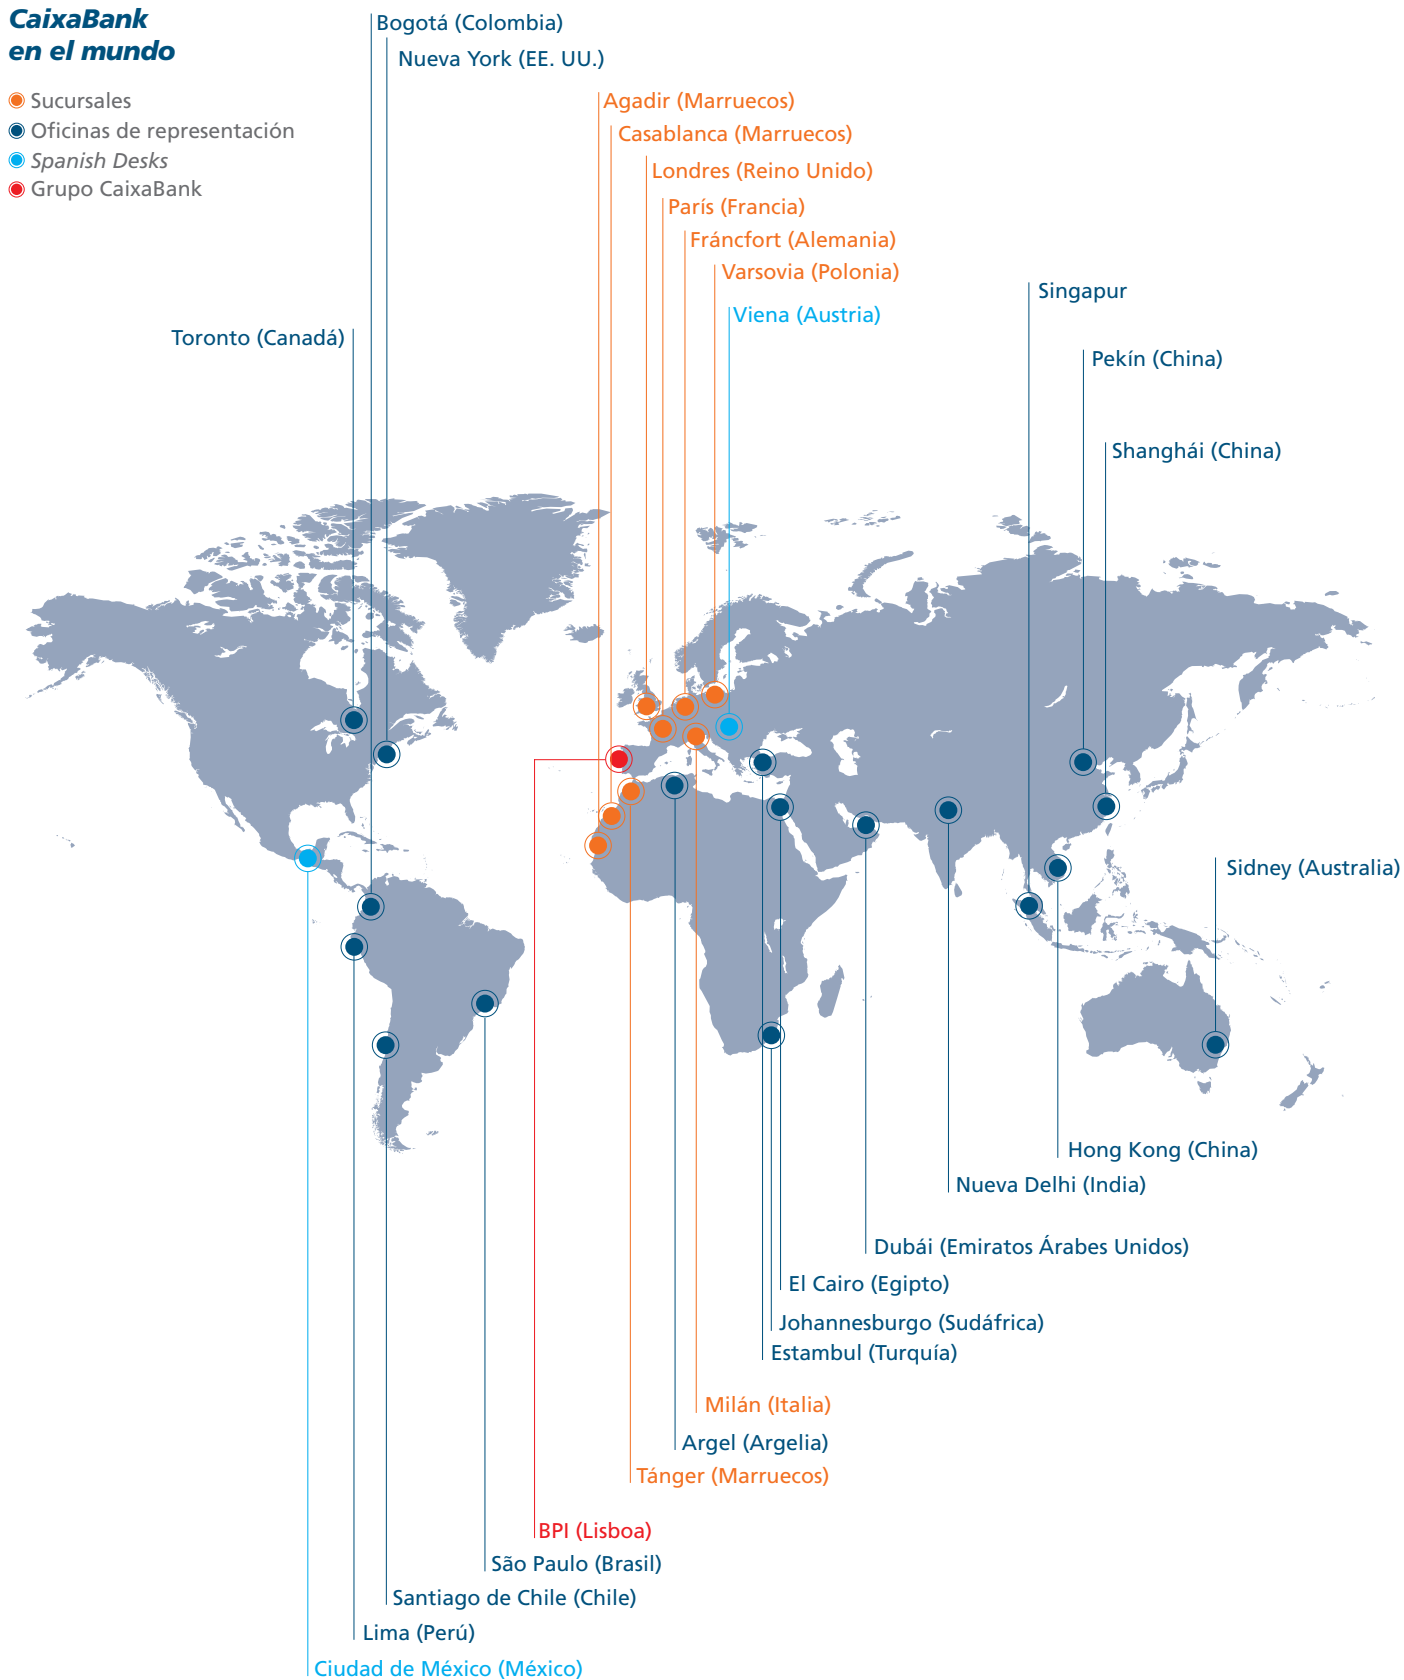 CaixaBank
en el mundo
Sucursales
Oficinas de representación
Spanish Desks
Grupo CaixaBank
Bogotá (Colombia)
Nueva York (EE. UU.)
Agadir (Marruecos)
Casablanca (Marruecos)
Londres (Reino Unido)
París (Francia)
Fráncfort (Alemania)
Varsovia (Polonia)
Singapur
Viena (Austria)
Toronto (Canadá)
Pekín (China)
Shanghái (China)
Sidney (Australia)
Hong Kong (China)
Nueva Delhi (India)
Dubái (Emiratos Árabes Unidos)
El Cairo (Egipto)
Johannesburgo (Sudáfrica)
Estambul (Turquía)
Milán (Italia)
Argel (Argelia)
Tánger (Marruecos)
BPI (Lisboa)
São Paulo (Brasil)
Santiago de Chile (Chile)
Lima (Perú)
Ciudad de México (México)